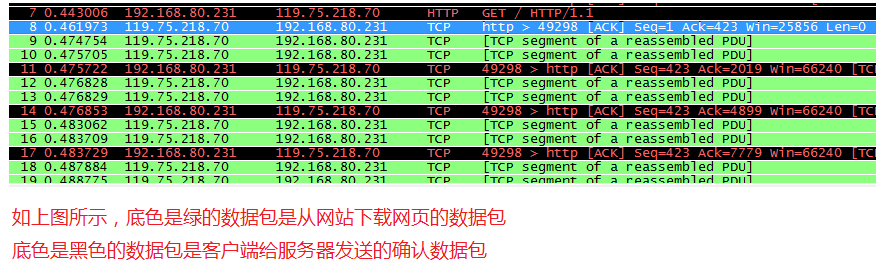 7 0.443006 192.168.80.231 119.75.218.70 HTTP GET / HTTP/1.1
8 0.461973 119.75.218.70 192.168.80.231 TCP http > 49298 [ACK] Seq=1 Ack=423 Win=25856 Len=0
9 0.474754 119.75.218.70 192.168.80.231 TCP [TCP segment of a reassembled PDU]
10 0.475705 119.75.218.70 192.168.80.231 TCP [TCP segment of a reassembled PDU]
11 0.475722 192.168.80.231 119.75.218.70 TCP 49298 > http [ACK] Seq=423 Ack=2019 Win=66240 [TC
12 0.476828 119.75.218.70 192.168.80.231 TCP [TCP segment of a reassembled PDU]
13 0.476829 119.75.218.70 192.168.80.231 TCP [TCP segment of a reassembled PDU]
14 0.476853 192.168.80.231 119.75.218.70 TCP 49298 > http [ACK] Seq=423 Ack=4899 Win=66240 [TC
15 0.483062 119.75.218.70 192.168.80.231 TCP [TCP segment of a reassembled PDU]
16 0.483709 119.75.218.70 192.168.80.231 TCP [TCP segment of a reassembled PDU]
17 0.483729 192.168.80.231 119.75.218.70 TCP 49298 > http [ACK] Seq=423 Ack=7779 Win=66240 [TC
18 0.487884 119.75.218.70 192.168.80.231 TCP [TCP segment of a reassembled PDU]
19 0.488775 119.75.218.70 192.168.80.231 TCP [TCP segment of a reassembled PDU]
如上图所示，底色是绿的数据包是从网站下载网页的数据包
底色是黑色的数据包是客户端给服务器发送的确认数据包